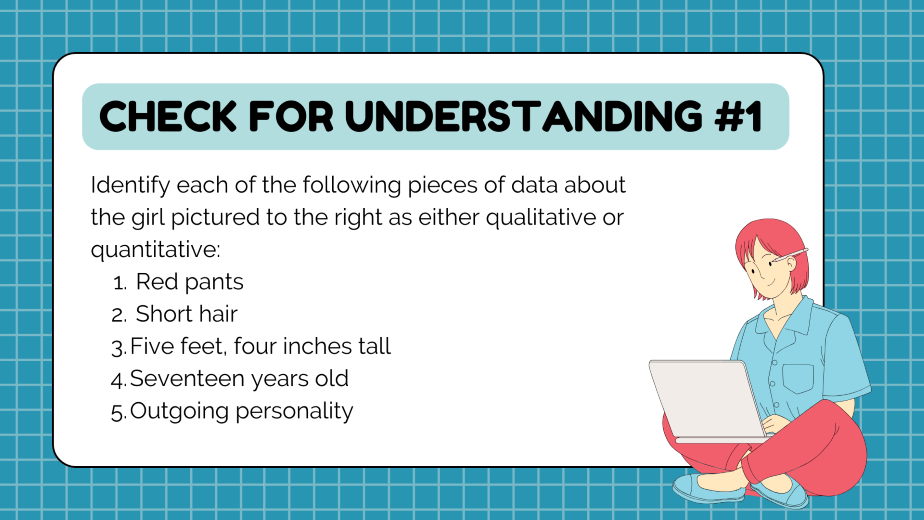 CHECK FOR UNDERSTANDING #1
Identify each of the following pieces of data about
the girl pictured to the right as either qualitative or
quantitative:
1. Red pants
2. Short hair
3. Five feet, four inches tall
4. Seventeen years old
5. Outgoing personality